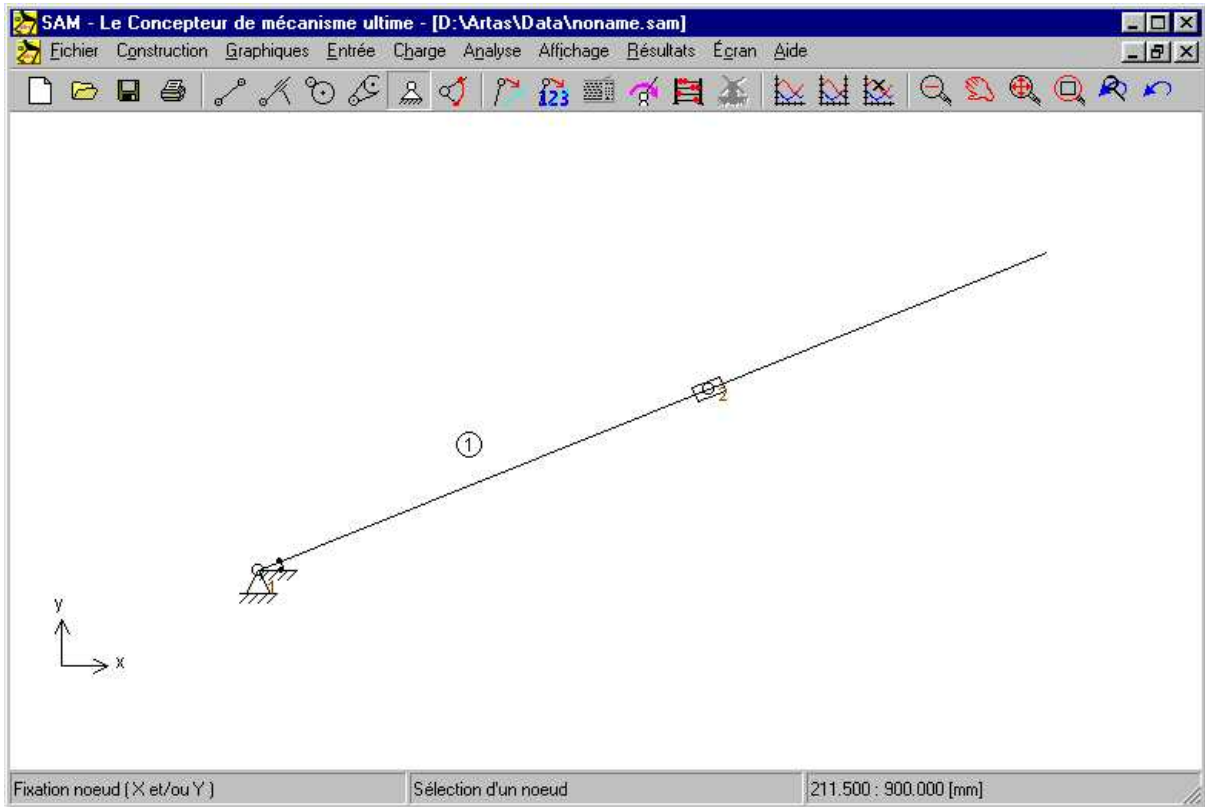 SAM - Le Concepteur de mécanisme ultime - [D:\Artas\Data\noname.sam]
Fichier Construction Graphiques Entrée Charge Analyse Affichage Résultats Écran Aide
123
2
1
1
y
x
Fixation noeud ( X et/ou Y ) Sélection d'un noeud 211.500 : 900.000 [mm]